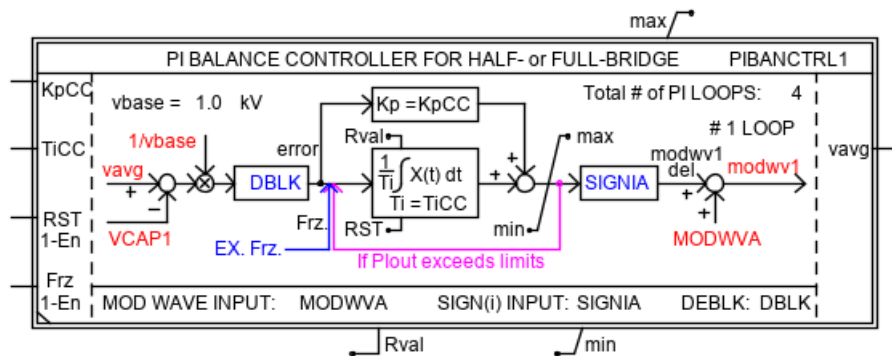 max
PI BALANCE CONTROLLER FOR HALF- or FULL-BRIDGE PIBANCTRL1
KpCC
vbase = 1.0 kV
Kp =KpCC
Total # of PI LOOPS: 4
1/vbase
Rval
max
# 1 LOOP
TiCC
error
vavg
modwv1
vavg
+
DBLK
1
Ti
∫
X(t) dt
Ti =TiCC
+
+
SIGNIA
del
+
modwv1
−
Frz.
RST
min
+
RST
1-En
VCAP1
EX. Frz.
If PIout exceeds limits
MODWVA
Frz
1-En
MOD WAVE INPUT: MODWVA SIGN(i) INPUT: SIGNIA DEBLK: DBLK
Rval
min